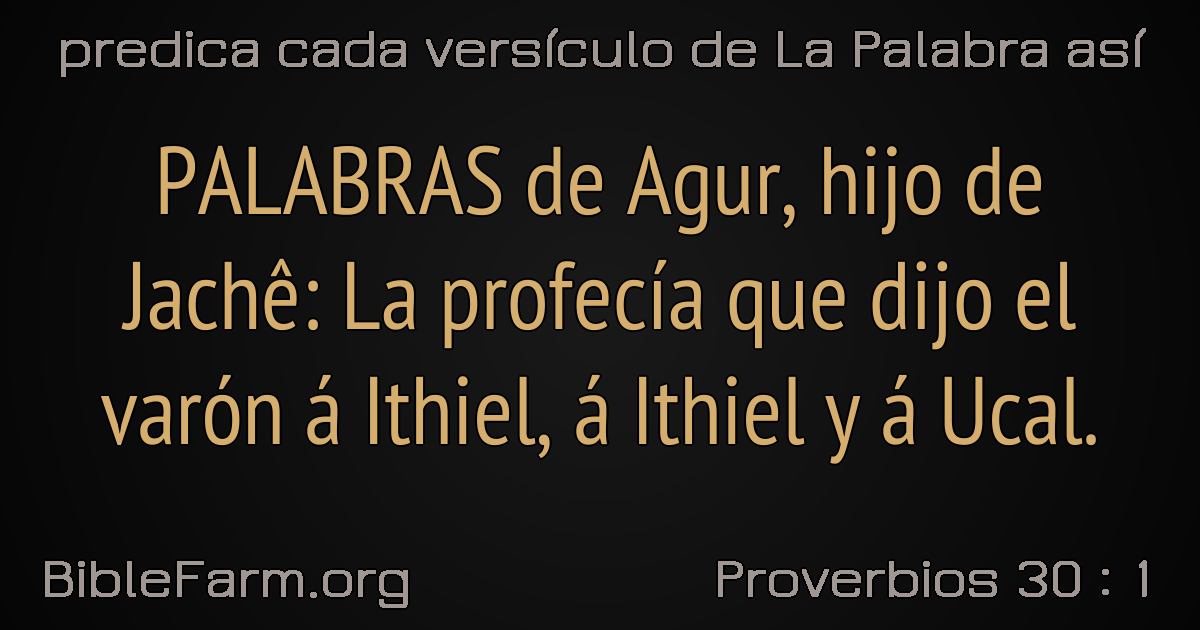 predica cada versículo de La Palabra así
PALABRAS de Agur, hijo de
Jachê: La profecía que dijo el
varón á Ithiel, á Ithiel y á Ucal.
BibleFarm.org
Proverbios 30 : 1